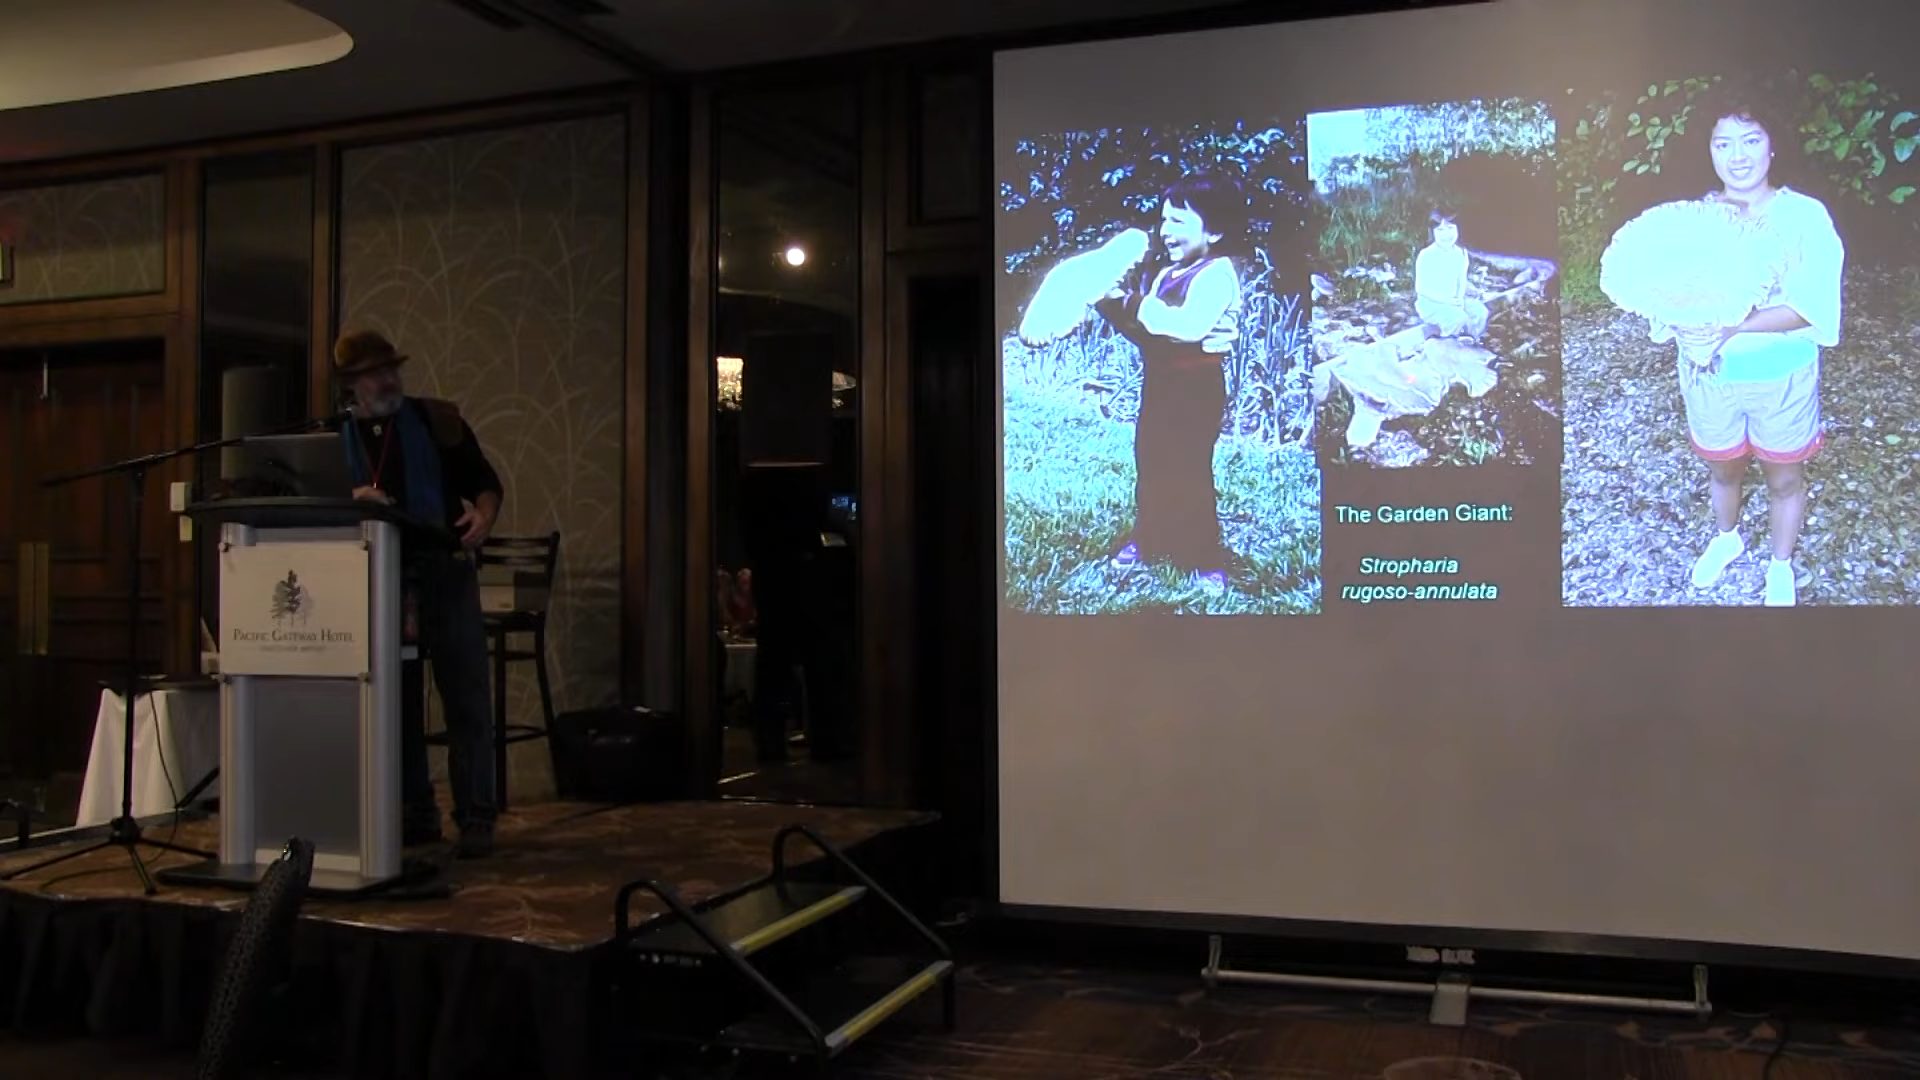 PACIFIC GATEWAY HOTEL
The Garden Giant:
Stropharia
rugoso-annulata